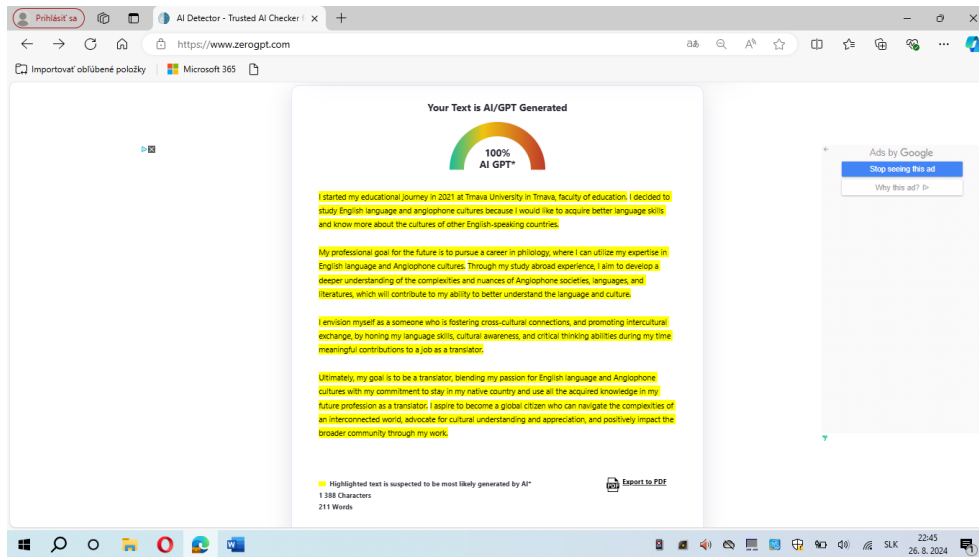 Prihlásiť sa
AI Detector - Trusted AI Checker
https://www.zerogpt.com
Importovať obľúbené položky
Microsoft 365
Your Text is AI/GPT Generated
100%
AI GPT*
I started my educational journey in 2021 at Trnava University in Trnava, faculty of education. I decided to
study English language and anglophone cultures because I would like to acquire better language skills
and know more about the cultures of other English-speaking countries.
My professional goal for the future is to pursue a career in philology, where I can utilize my expertise in
English language and Anglophone cultures. Through my study abroad experience, I aim to develop a
deeper understanding of the complexities and nuances of Anglophone societies, languages, and
literatures, which will contribute to my ability to better understand the language and culture.
I envision myself as a someone who is fostering cross-cultural connections, and promoting intercultural
exchange, by honing my language skills, cultural awareness, and critical thinking abilities during my time
meaningful contributions to a job as a translator.
Ultimately, my goal is to be a translator, blending my passion for English language and Anglophone
cultures with my commitment to stay in my native country and use all the acquired knowledge in my
future profession as a translator. I aspire to become a global citizen who can navigate the complexities of
an interconnected world, advocate for cultural understanding and appreciation, and positively impact the
broader community through my work.
Highlighted text is suspected to be most likely generated by AI*
1 388 Characters
211 Words
Export to PDF
Ads by Google
Stop seeing this ad
Why this ad?
SLK
22:45
26. 8. 2024